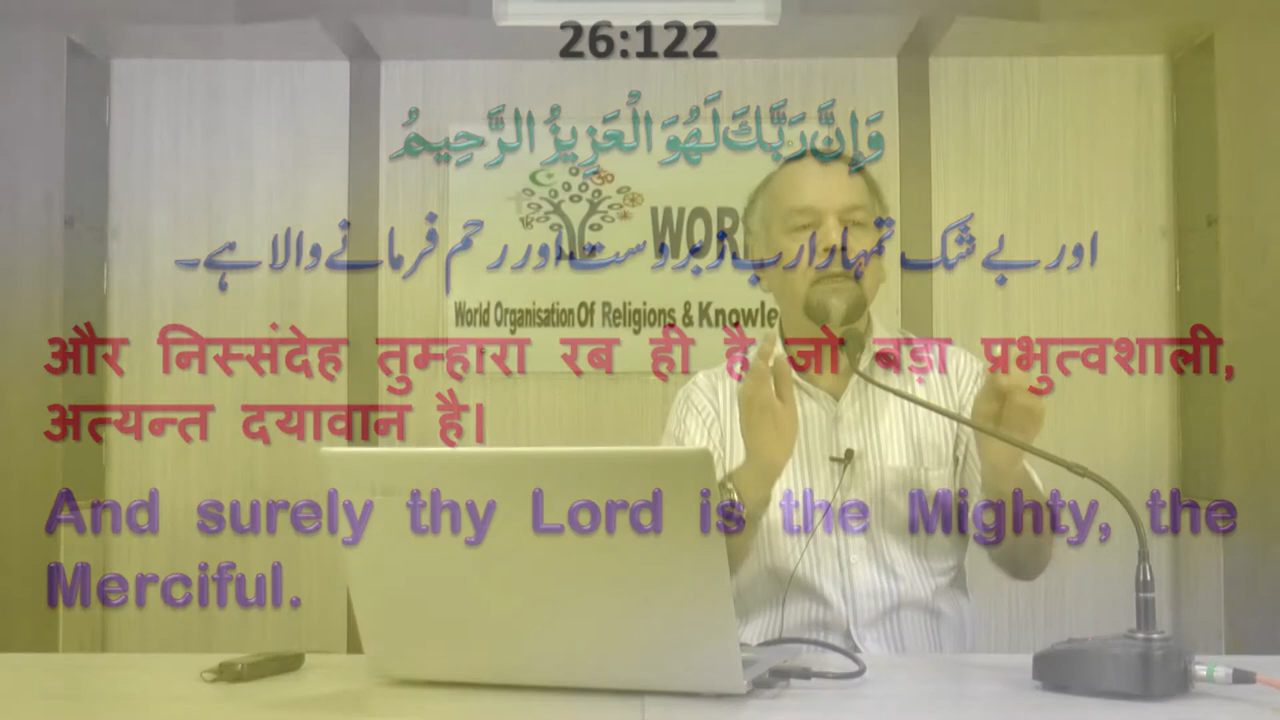 26:122
وَإِنَّ رَبَّكَ لَهُوَ الْعَزِيزُ الرَّحِيمُ
WOR
اور بے شک تمہارا رب زبردست اور رحم فرمانے والا ہے۔
World Organisation Of Religions & Knowle
और निस्संदेह तुम्हारा रब ही है जो बड़ा प्रभुत्वशाली,
अत्यन्त दयावान है।
And surely thy Lord is the Mighty, the
Merciful.